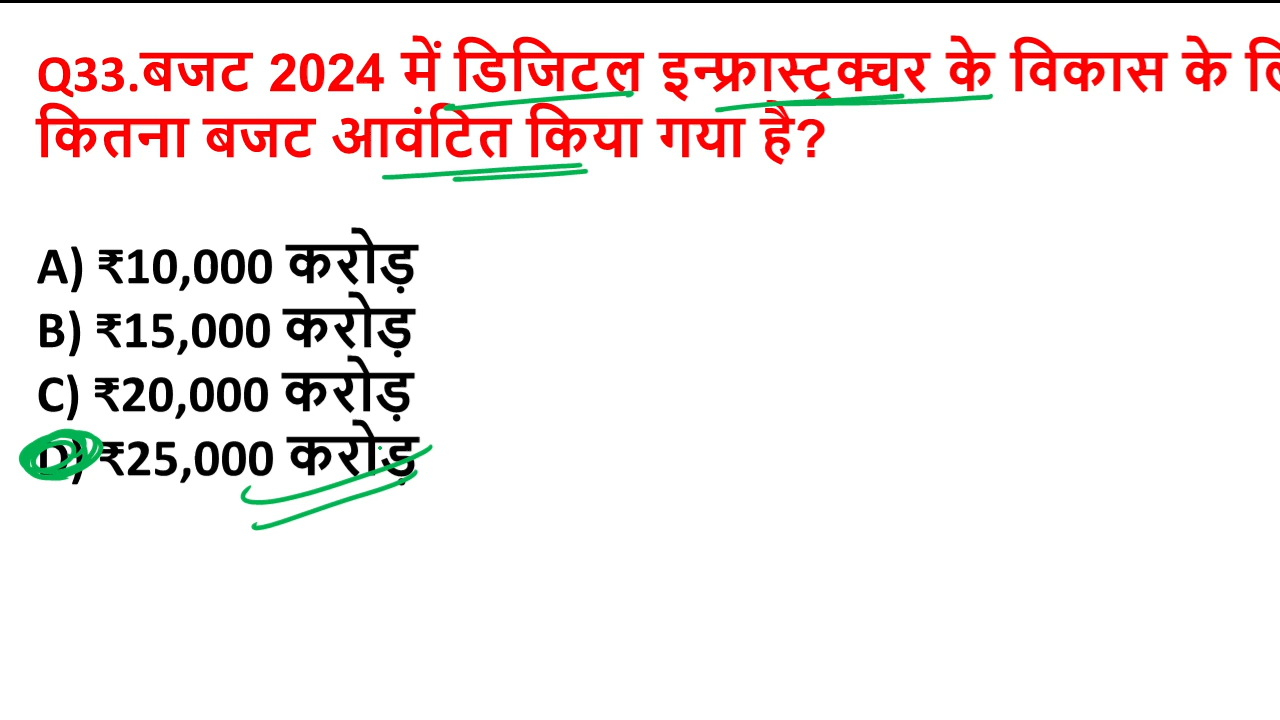 Q33.बजट 2024 में डिजिटल इन्फ्रास्ट्रक्चर के विकास के
कितना बजट आवंटित किया गया है?
A) ₹10,000 करोड़
B) ₹15,000 करोड़
C) ₹20,000 करोड़
D) ₹25,000 करोड़